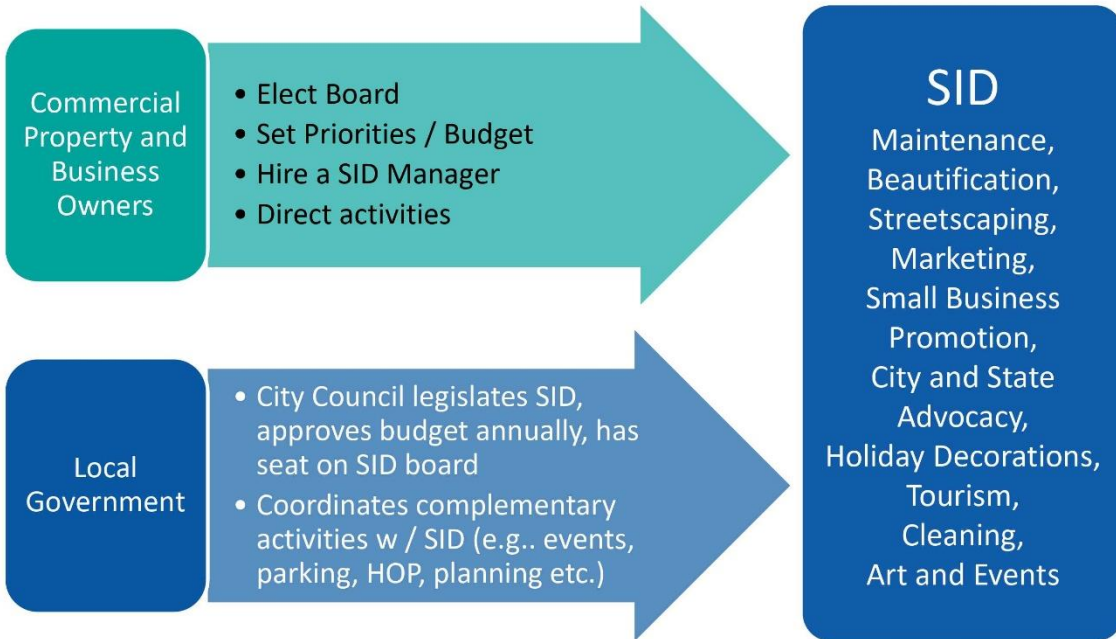 Commercial
Property and
Business
Owners
• Elect Board
• Set Priorities / Budget
• Hire a SID Manager
• Direct activities
Local
Government
• City Council legislates SID,
approves budget annually, has
seat on SID board
• Coordinates complementary
activities w / SID (e.g.. events,
parking, HOP, planning etc.)
SID
Maintenance,
Beautification,
Streetscaping,
Marketing,
Small Business
Promotion,
City and State
Advocacy,
Holiday Decorations,
Tourism,
Cleaning,
Art and Events